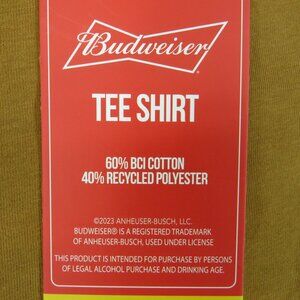 Budweiser
TEE SHIRT
60% BCI COTTON
40% RECYCLED POLYESTER
©2023 ANHEUSER-BUSCH, LLC.
BUDWEISER® IS A REGISTERED TRADEMARK
OF ANHEUSER-BUSCH, USED UNDER LICENSE
THIS PRODUCT IS INTENDED FOR PURCHASE BY PERSONS
OF LEGAL ALCOHOL PURCHASE AND DRINKING AGE.